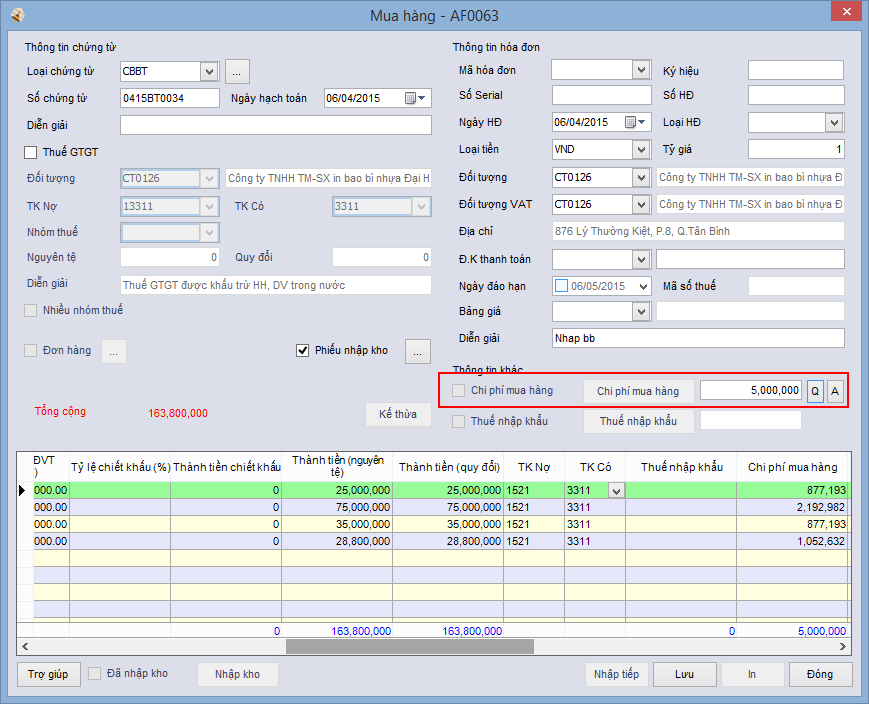 Mua hàng - AF0063
Thông tin chứng từ
Loại chứng từ CBBT ...
Số chứng từ 0415BT0034 Ngày hạch toán 06/04/2015
Diễn giải
Thuế GTGT
Đối tượng CT0126 Công ty TNHH TM-SX in bao bì nhựa Đại H
TK Nợ 13311 TK Có 3311
Nhóm thuế
Nguyên tệ 0 Quy đổi 0
Diễn giải Thuế GTGT được khấu trừ HH, DV trong nước
Nhiều nhóm thuế
Đơn hàng ... Phiếu nhập kho ...
Tổng cộng 163,800,000 Kế thừa
Thông tin hóa đơn
Mã hóa đơn Ký hiệu
Số Serial Số HĐ
Ngày HĐ 06/04/2015 Loại HĐ
Loại tiền VND Tỷ giá 1
Đối tượng CT0126 Công ty TNHH TM-SX in bao bì nhựa Đ
Đối tượng VAT CT0126 Công ty TNHH TM-SX in bao bì nhựa Đ
Địa chỉ 876 Lý Thường Kiệt, P.8, Q.Tân Bình
Đ.K thanh toán
Ngày đáo hạn 06/05/2015 Mã số thuế
Bảng giá
Diễn giải Nhap bb
Thông tin khác
Chi phí mua hàng Chi phí mua hàng 5,000,000 Q A
Thuế nhập khẩu Thuế nhập khẩu
ĐVT ) Tỷ lệ chiết khấu (%) Thành tiền chiết khấu Thành tiền (nguyên tệ) Thành tiền (quy đổi) TK Nợ TK Có Thuế nhập khẩu Chi phí mua hàng
000.00 0 25,000,000 25,000,000 1521 3311 877,193
000.00 0 75,000,000 75,000,000 1521 3311 2,192,982
000.00 0 35,000,000 35,000,000 1521 3311 877,193
000.00 0 28,800,000 28,800,000 1521 3311 1,052,632
0 163,800,000 163,800,000 0 5,000,000
Trợ giúp Đã nhập kho Nhập kho Nhập tiếp Lưu In Đóng